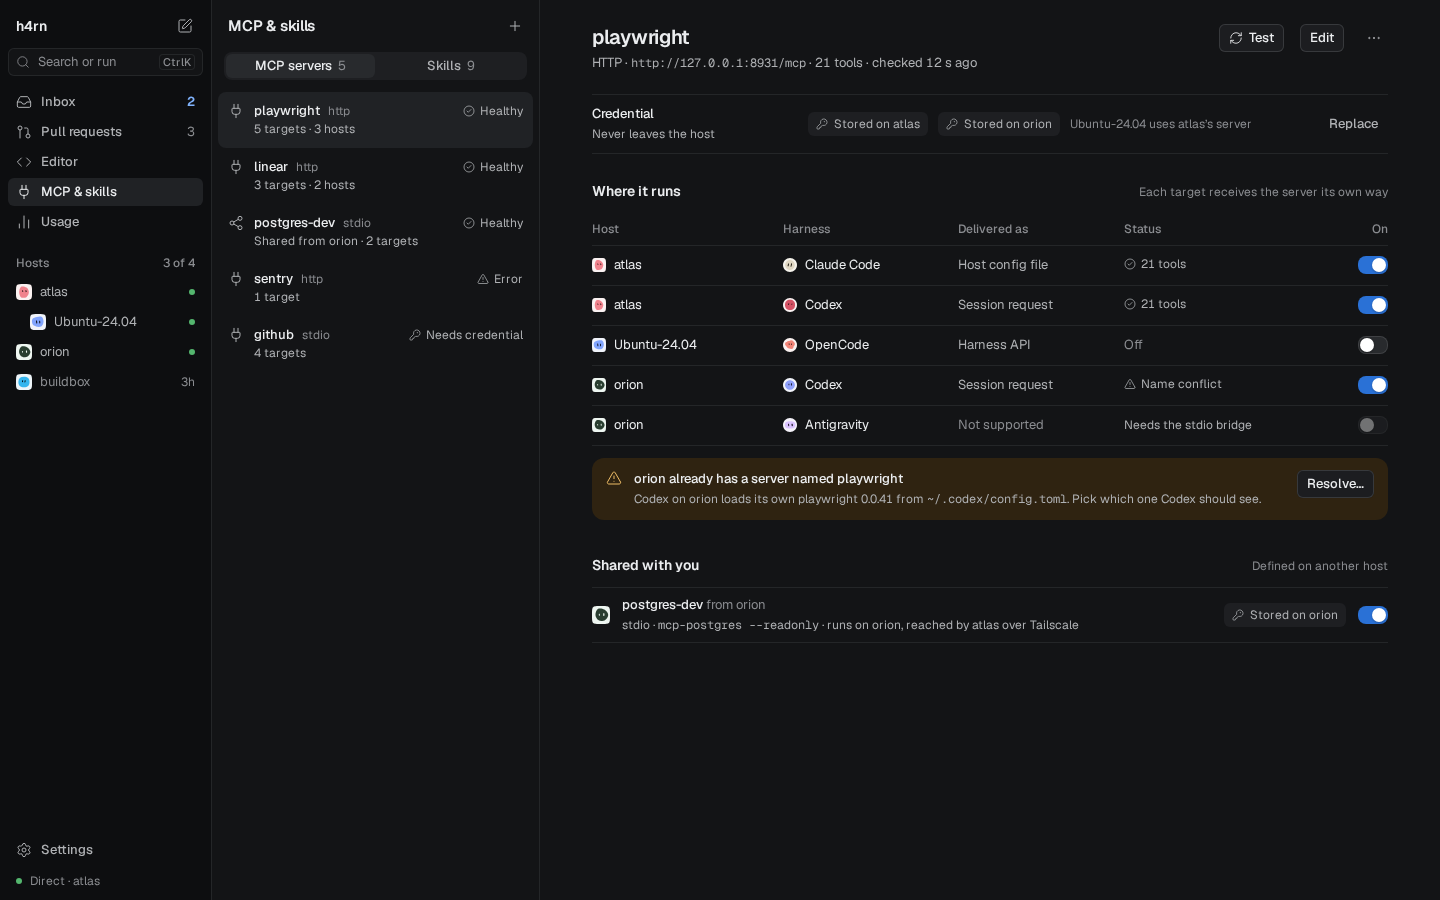 h4rn
Search or run CtrlK
Inbox 2
Pull requests 3
Editor
MCP & skills
Usage
Hosts 3 of 4
atlas
Ubuntu-24.04
orion
buildbox 3h
Settings
Direct · atlas
MCP & skills
MCP servers 5 Skills 9
playwright http Healthy
5 targets · 3 hosts
linear http Healthy
3 targets · 2 hosts
postgres-dev stdio Healthy
Shared from orion · 2 targets
sentry http Error
1 target
github stdio Needs credential
4 targets
playwright
Test Edit
HTTP · http://127.0.0.1:8931/mcp · 21 tools · checked 12 s ago
Credential
Never leaves the host
Stored on atlas Stored on orion Ubuntu-24.04 uses atlas's server Replace
Where it runs Each target receives the server its own way
Host Harness Delivered as Status On
atlas Claude Code Host config file 21 tools
atlas Codex Session request 21 tools
Ubuntu-24.04 OpenCode Harness API Off
orion Codex Session request Name conflict
orion Antigravity Not supported Needs the stdio bridge
orion already has a server named playwright
Codex on orion loads its own playwright 0.0.41 from ~/.codex/config.toml. Pick which one Codex should see.
Resolve...
Shared with you Defined on another host
postgres-dev from orion
stdio · mcp-postgres --readonly · runs on orion, reached by atlas over Tailscale
Stored on orion